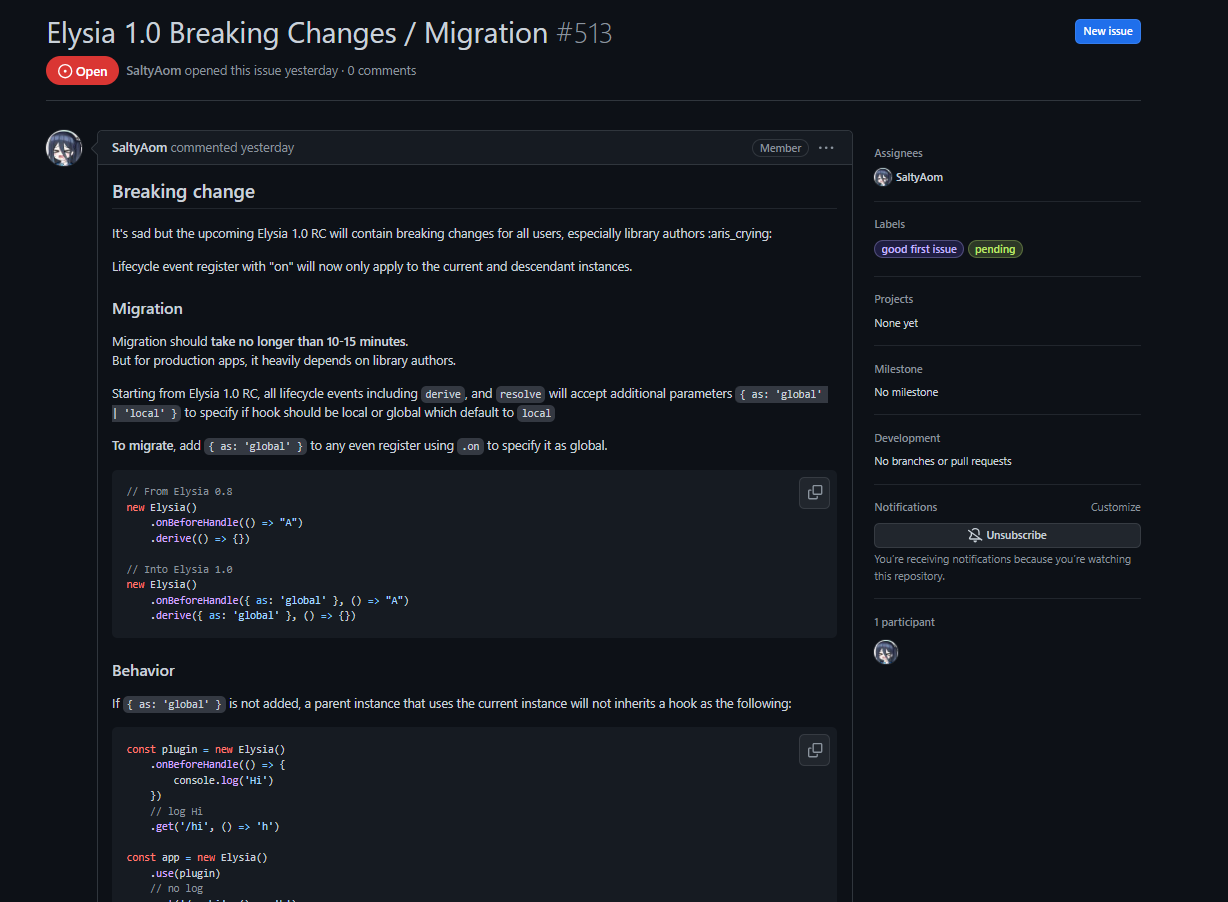 Elysia 1.0 Breaking Changes / Migration #513
New issue
Open
SaltyAom opened this issue yesterday · 0 comments
SaltyAom commented yesterday
Member
Breaking change
It's sad but the upcoming Elysia 1.0 RC will contain breaking changes for all users, especially library authors :aris_crying:
Lifecycle event register with "on" will now only apply to the current and descendant instances.
Migration
Migration should take no longer than 10-15 minutes.
But for production apps, it heavily depends on library authors.
Starting from Elysia 1.0 RC, all lifecycle events including derive, and resolve will accept additional parameters { as: 'global'
| 'local' } to specify if hook should be local or global which default to local
To migrate, add { as: 'global' } to any even register using .on to specify it as global.
// From Elysia 0.8
new Elysia()
.onBeforeHandle(() => "A")
.derive(() => {})
// Into Elysia 1.0
new Elysia()
.onBeforeHandle({ as: 'global' }, () => "A")
.derive({ as: 'global' }, () => {})
Behavior
If { as: 'global' } is not added, a parent instance that uses the current instance will not inherits a hook as the following:
const plugin = new Elysia()
.onBeforeHandle(() => {
console.log('Hi')
})
// log Hi
.get('/hi', () => 'h')
const app = new Elysia()
.use(plugin)
// no log
Assignees
SaltyAom
Labels
good first issue
pending
Projects
None yet
Milestone
No milestone
Development
No branches or pull requests
Notifications
Customize
Unsubscribe
You're receiving notifications because you're watching
this repository.
1 participant